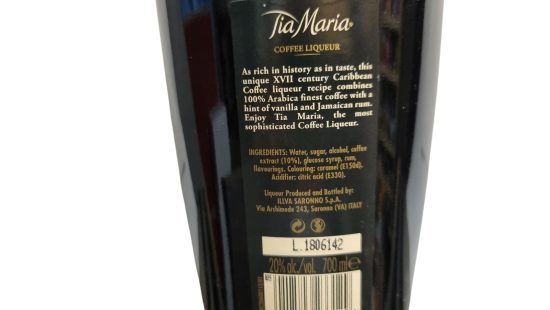 Tia Maria®
COFFEE LIQUEUR
As rich in history as in taste, this
unique XVII century Caribbean
Coffee liqueur recipe combines
100% Arabica finest coffee with a
hint of vanilla and Jamaican rum.
Enjoy Tia Maria, the most
sophisticated Coffee Liqueur.
INGREDIENTS: Water, sugar, alcohol, coffee
extract (10%), glucose syrup, rum,
flavourings. Colouring: caramel (E150d).
Acidifier: citric acid (E330).
Liqueur Produced and Bottled by:
ILLVA SARONNO S.p.A.
Via Archimede 243, Saronno (VA) ITALY
L.1806142
20% alc./vol. 700 ml e